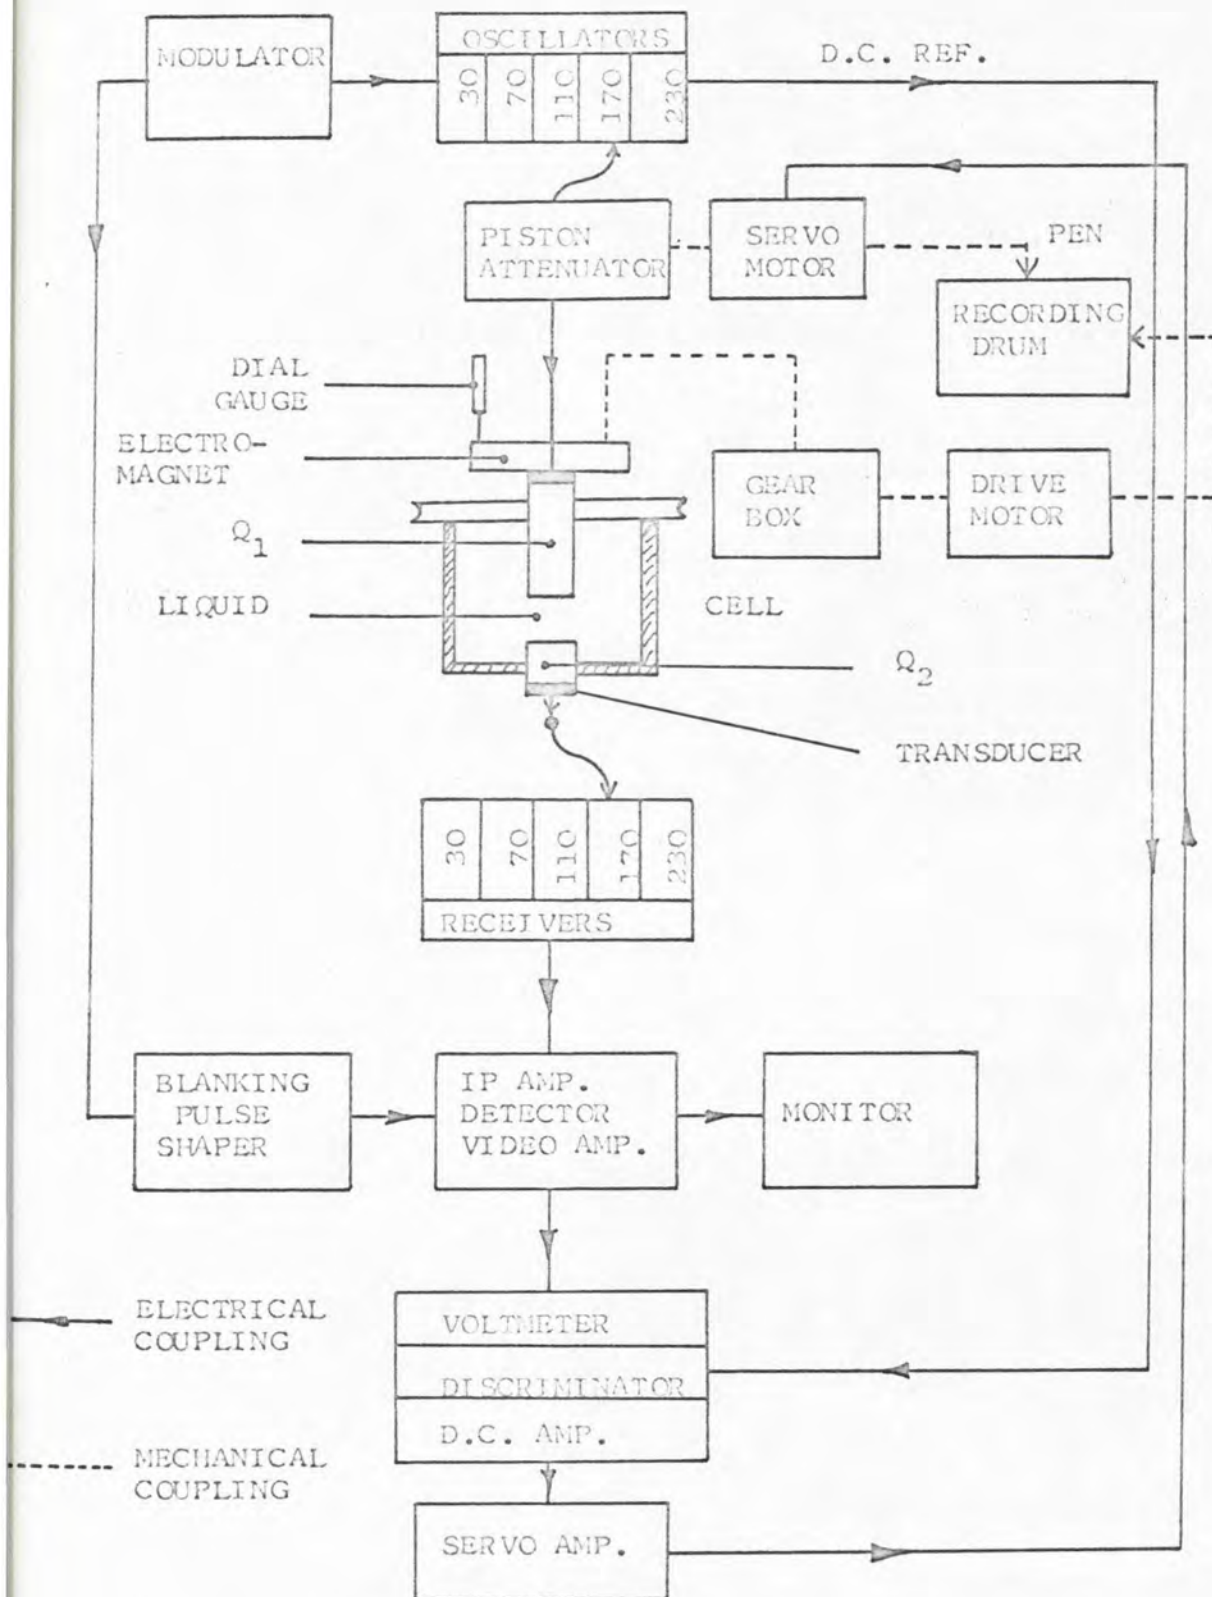 MODULATOR
OSCILLATORS
30
70
110
170
230
D.C. REF.
PISTON
ATTENUATOR
SERVO
MOTOR
PEN
RECORDING
DRUM
DIAL
GAUGE
ELECTRO-
MAGNET
GEAR
BOX
DRIVE
MOTOR
Q1
LIQUID
CELL
Q2
TRANSDUCER
30
70
110
170
230
RECEIVERS
BLANKING
PULSE
SHAPER
IP AMP.
DETECTOR
VIDEO AMP.
MONITOR
ELECTRICAL
COUPLING
VOLTMETER
DISCRIMINATOR
D.C. AMP.
MECHANICAL
COUPLING
SERVO AMP.